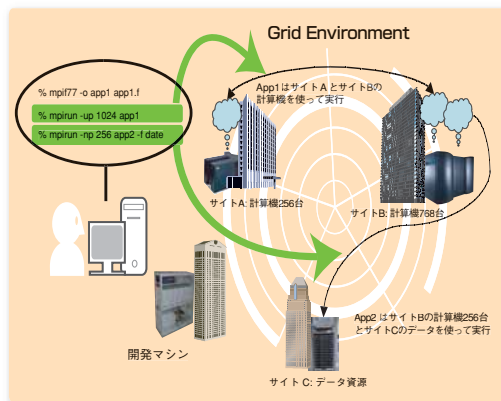 Grid Environment
% mpif77 -o app1 app1.f
% mpirun -up 1024 app1
% mpirun -np 256 app2 -f date
App1はサイトAとサイトBの
計算機を使って実行
サイトA: 計算機256台
サイトB: 計算機768台
App2 はサイトBの計算機256台
とサイトCのデータを使って実行
開発マシン
サイト C: データ資源